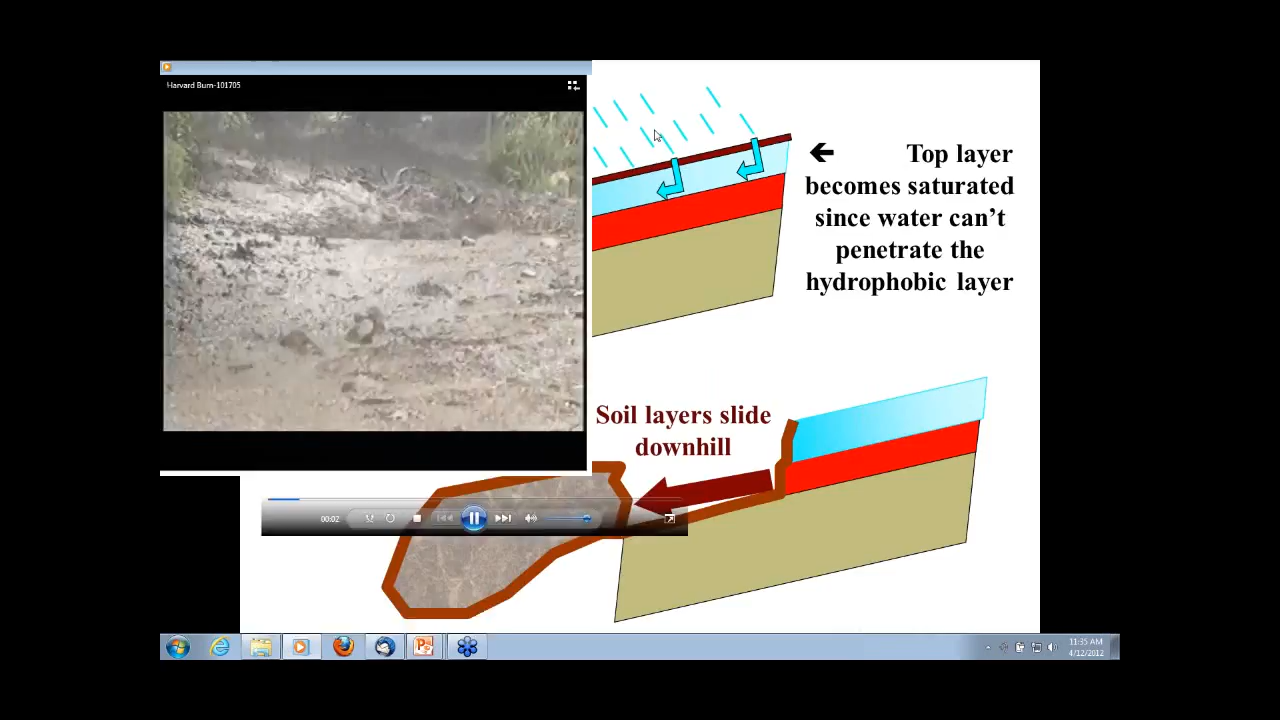 Harvard Burn-101705
🡸 Top layer
becomes saturated
since water can’t
penetrate the
hydrophobic layer
Soil layers slide
downhill
00:02
11:35 AM
4/12/2012